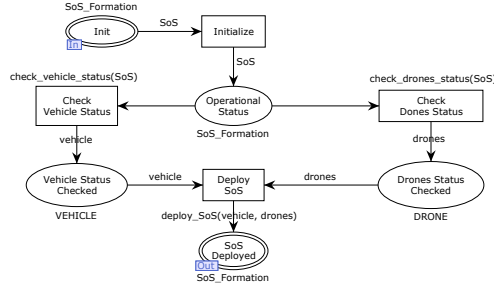 SoS_Formation
Init
In
SoS
Initialize
SoS
check_vehicle_status(SoS)
Check
Vehicle Status
Operational
Status
SoS_Formation
check_drones_status(SoS)
Check
Dones Status
vehicle
drones
Vehicle Status
Checked
VEHICLE
vehicle
Deploy
SoS
drones
Drones Status
Checked
DRONE
deploy_SoS(vehicle, drones)
SoS
Deployed
Out
SoS_Formation